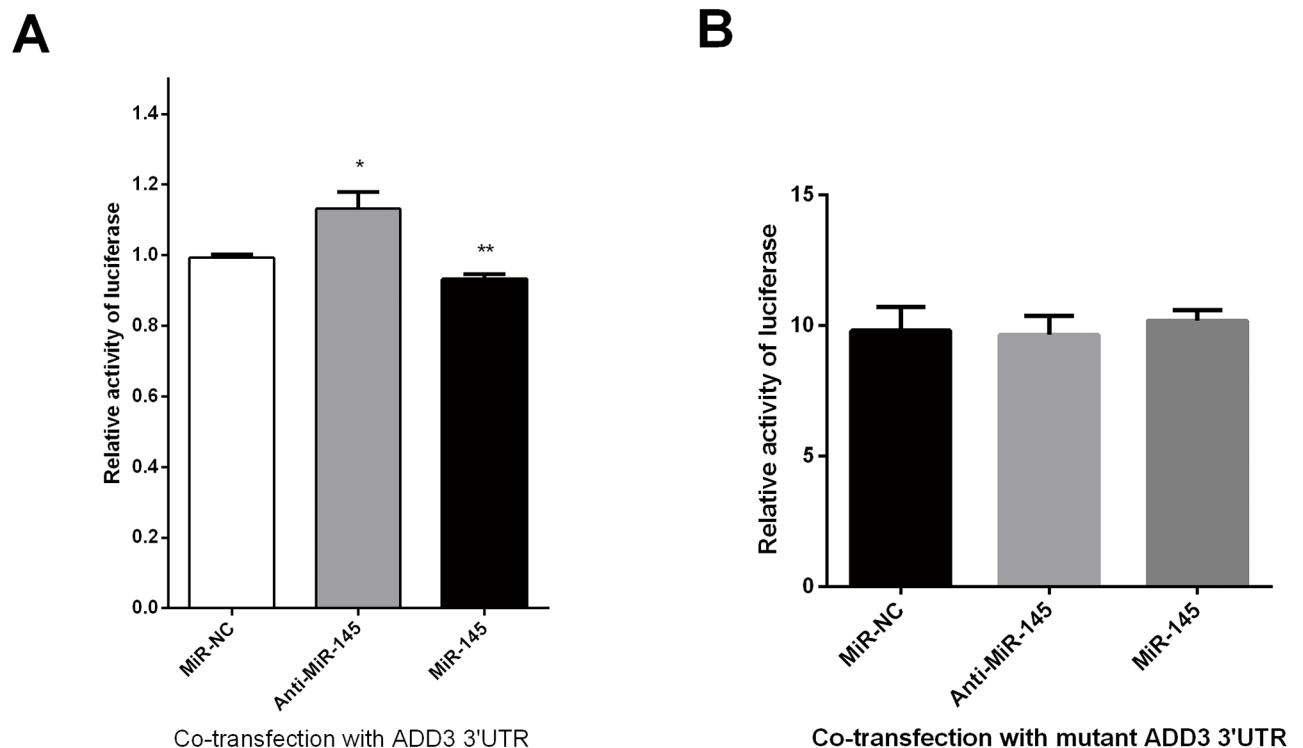 A
Relative activity of luciferase
1.4
1.2
1.0
0.8
0.6
0.4
0.2
0.0
*
**
MiR-NC
Anti-MiR-145
MiR-145
Co-transfection with ADD3 3'UTR
B
Relative activity of luciferase
15
10
5
0
MiR-NC
Anti-MiR-145
MiR-145
Co-transfection with mutant ADD3 3'UTR